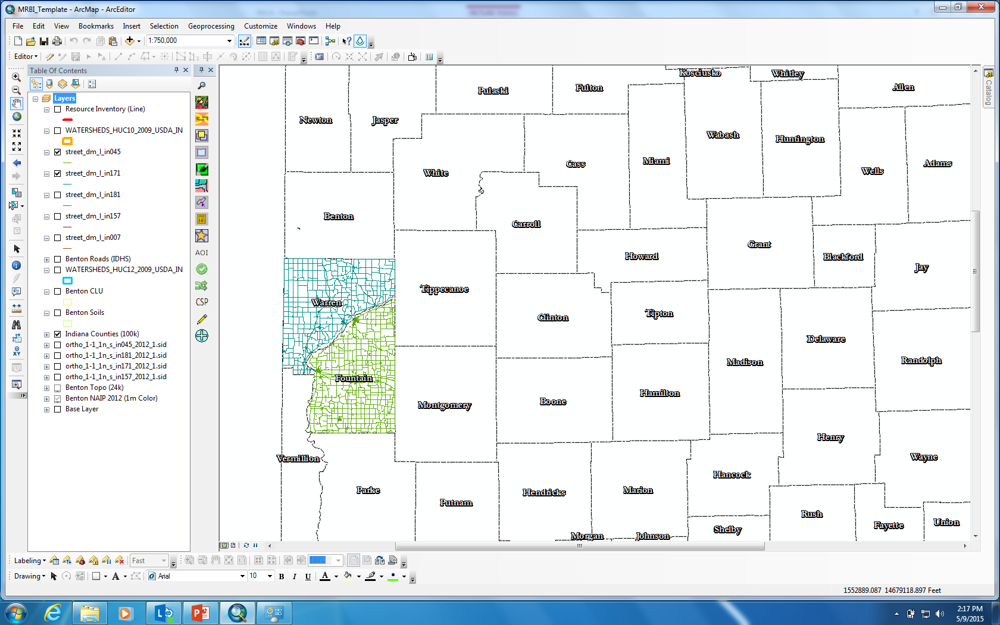 MRBI_Template - ArcMap - ArcEditor
File Edit View Bookmarks Insert Selection Geoprocessing Customize Windows Help
1:750,000
Editor
Table Of Contents
Layers
Resource Inventory (Line)
WATERSHEDS_HUC10_2009_USDA_IN
street_dm_l_in045
street_dm_l_in171
street_dm_l_in181
street_dm_l_in157
street_dm_l_in007
Benton Roads (IDHS)
WATERSHEDS_HUC12_2009_USDA_IN
Benton CLU
Benton Soils
Indiana Counties (100k)
ortho_1-1_1n_s_in045_2012_1.sid
ortho_1-1_1n_s_in181_2012_1.sid
ortho_1-1_1n_s_in171_2012_1.sid
ortho_1-1_1n_s_in157_2012_1.sid
Benton Topo (24k)
Benton NAIP 2012 (1m Color)
Base Layer
AOI
CSP
XY
Kosciusko Whitley
Pulaski Fulton Allen
Newton Jasper
Wabash Huntington
White Cass Miami Wells Adams
Benton Carroll
Grant
Howard Blackford
Jay
Warren Tippecanoe
Clinton Tipton
Delaware
Fountain Madison Randolph
Montgomery Boone Hamilton
Henry
Vermillion Wayne
Parke Hendricks Marion Hancock
Putnam Rush
Morgan Johnson Shelby Fayette Union
Catalog
Labeling Fast 100%
Drawing Arial 10 B I U A
1552889.087 14679118.897 Feet
2:17 PM
5/9/2015